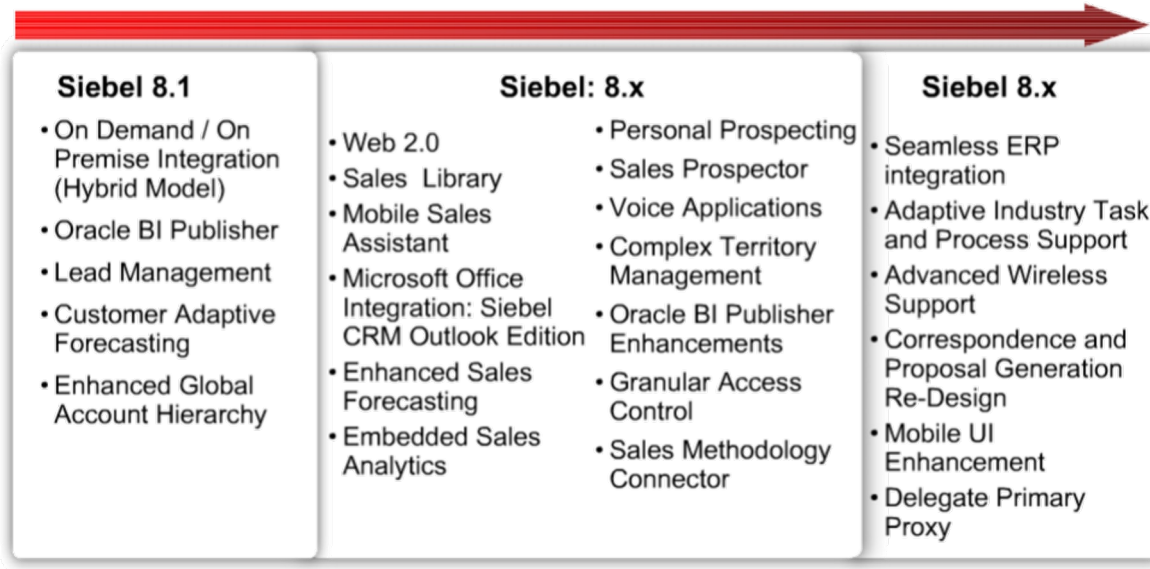 Siebel 8.1
• On Demand / On
Premise Integration
(Hybrid Model)
• Oracle BI Publisher
• Lead Management
• Customer Adaptive
Forecasting
• Enhanced Global
Account Hierarchy
Siebel: 8.x
• Web 2.0
• Sales Library
• Mobile Sales
Assistant
• Microsoft Office
Integration: Siebel
CRM Outlook Edition
• Enhanced Sales
Forecasting
• Embedded Sales
Analytics
• Personal Prospecting
• Sales Prospector
• Voice Applications
• Complex Territory
Management
• Oracle BI Publisher
Enhancements
• Granular Access
Control
• Sales Methodology
Connector
Siebel 8.x
• Seamless ERP
integration
• Adaptive Industry Task
and Process Support
• Advanced Wireless
Support
• Correspondence and
Proposal Generation
Re-Design
• Mobile UI
Enhancement
• Delegate Primary
Proxy